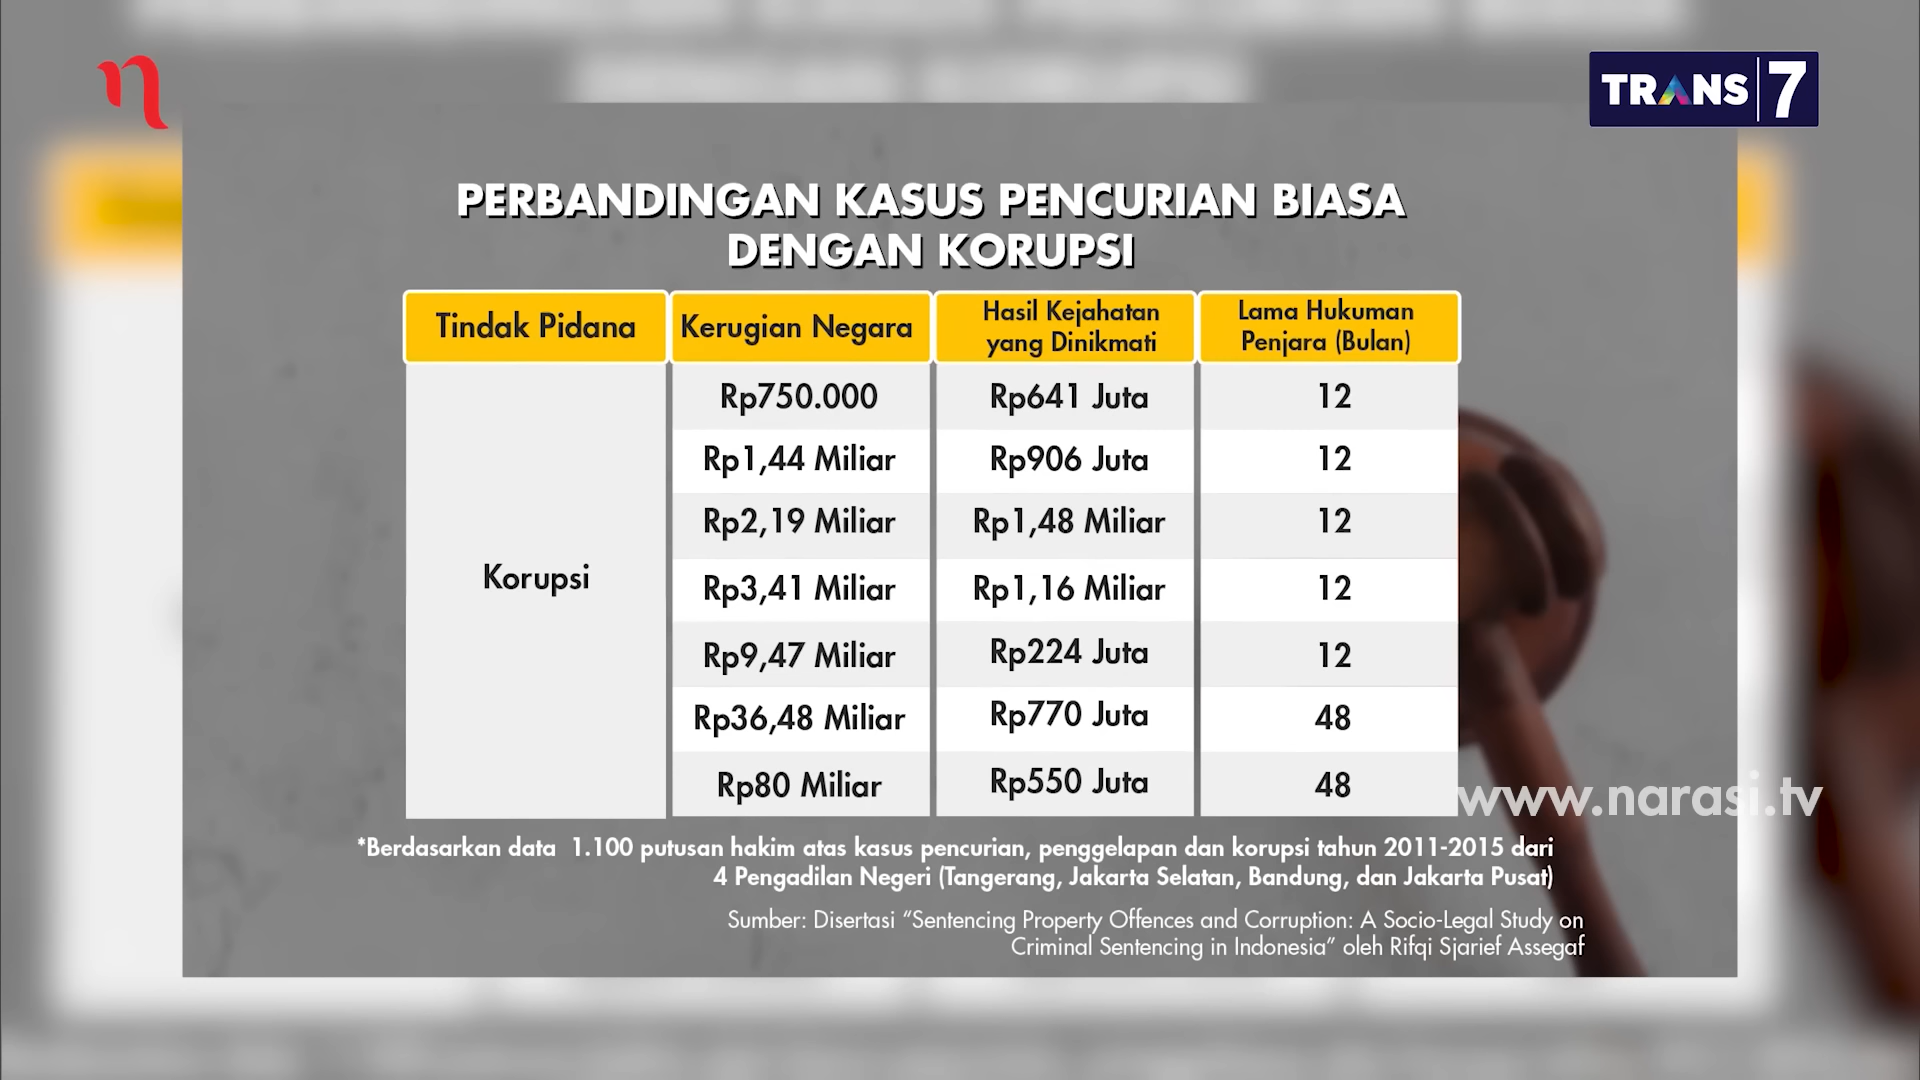 n
TRANS 7
PERBANDINGAN KASUS PENCURIAN BIASA
DENGAN KORUPSI
Tindak Pidana
Kerugian Negara
Hasil Kejahatan
yang Dinikmati
Lama Hukuman
Penjara (Bulan)
Korupsi
Rp750.000 Rp641 Juta 12
Rp1,44 Miliar Rp906 Juta 12
Rp2,19 Miliar Rp1,48 Miliar 12
Rp3,41 Miliar Rp1,16 Miliar 12
Rp9,47 Miliar Rp224 Juta 12
Rp36,48 Miliar Rp770 Juta 48
Rp80 Miliar Rp550 Juta 48
www.narasi.tv
*Berdasarkan data 1.100 putusan hakim atas kasus pencurian, penggelapan dan korupsi tahun 2011-2015 dari
4 Pengadilan Negeri (Tangerang, Jakarta Selatan, Bandung, dan Jakarta Pusat)
Sumber: Disertasi “Sentencing Property Offences and Corruption: A Socio-Legal Study on
Criminal Sentencing in Indonesia” oleh Rifqi Sjarief Assegaf